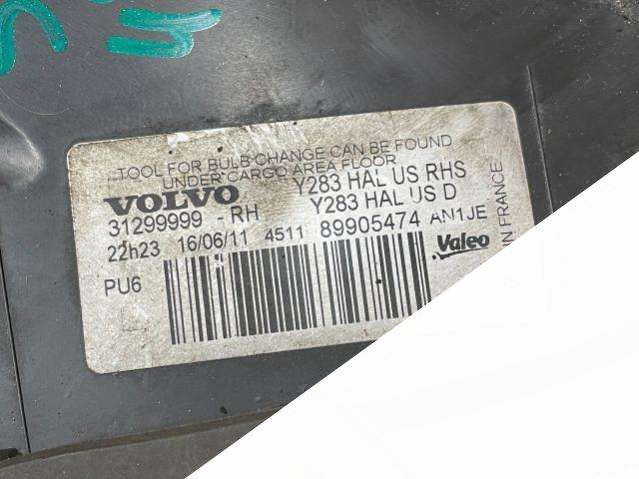 TOOL FOR BULB CHANGE CAN BE FOUND
UNDER CARGO AREA FLOOR
VOLVO
Y283 HAL US RHS
31299999 - RH
Y283 HAL US D
22h23 16/06/11 4511 89905474 AN1JE
PU6
Valeo
IN FRANCE